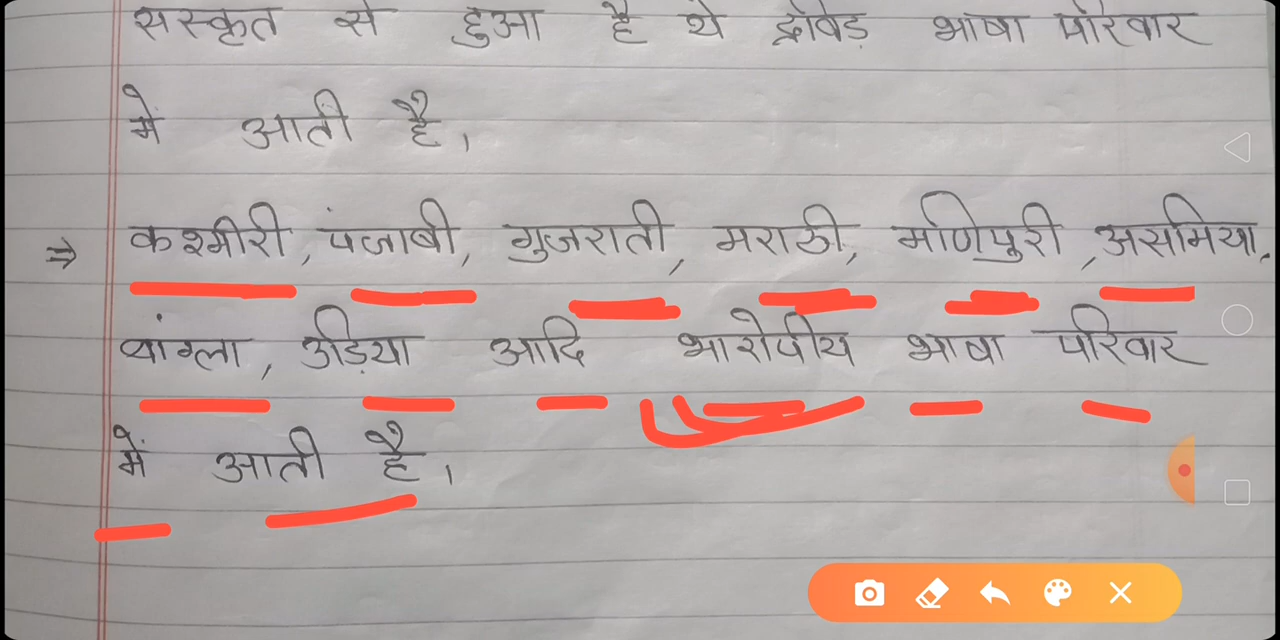 संस्कृत से हुआ है ये द्रविड़ भाषा परिवार
में आती है।
⇒ कश्मीरी, पंजाबी, गुजराती, मराठी, मणिपुरी, असमिया,
बांग्ला, उड़िया आदि भारोपीय भाषा परिवार
में आती है।